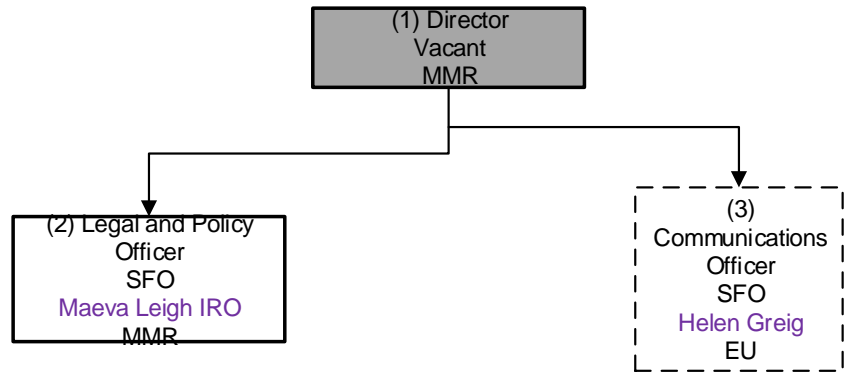 (1) Director
Vacant
MMR
(2) Legal and Policy
Officer
SFO
Maeva Leigh IRO
MMR
(3)
Communications
Officer
SFO
Helen Greig
EU